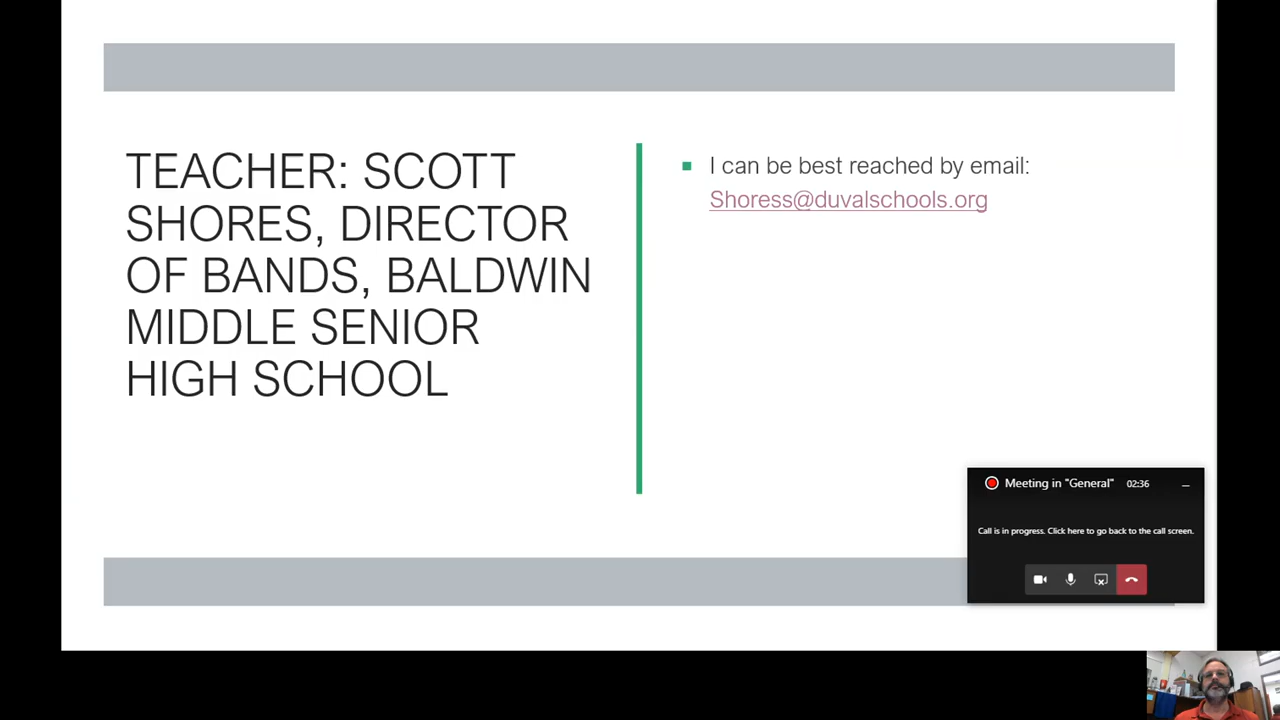 TEACHER: SCOTT
SHORES, DIRECTOR
OF BANDS, BALDWIN
MIDDLE SENIOR
HIGH SCHOOL
I can be best reached by email:
Shoress@duvalschools.org
Meeting in "General" 02:36
Call is in progress. Click here to go back to the call screen.